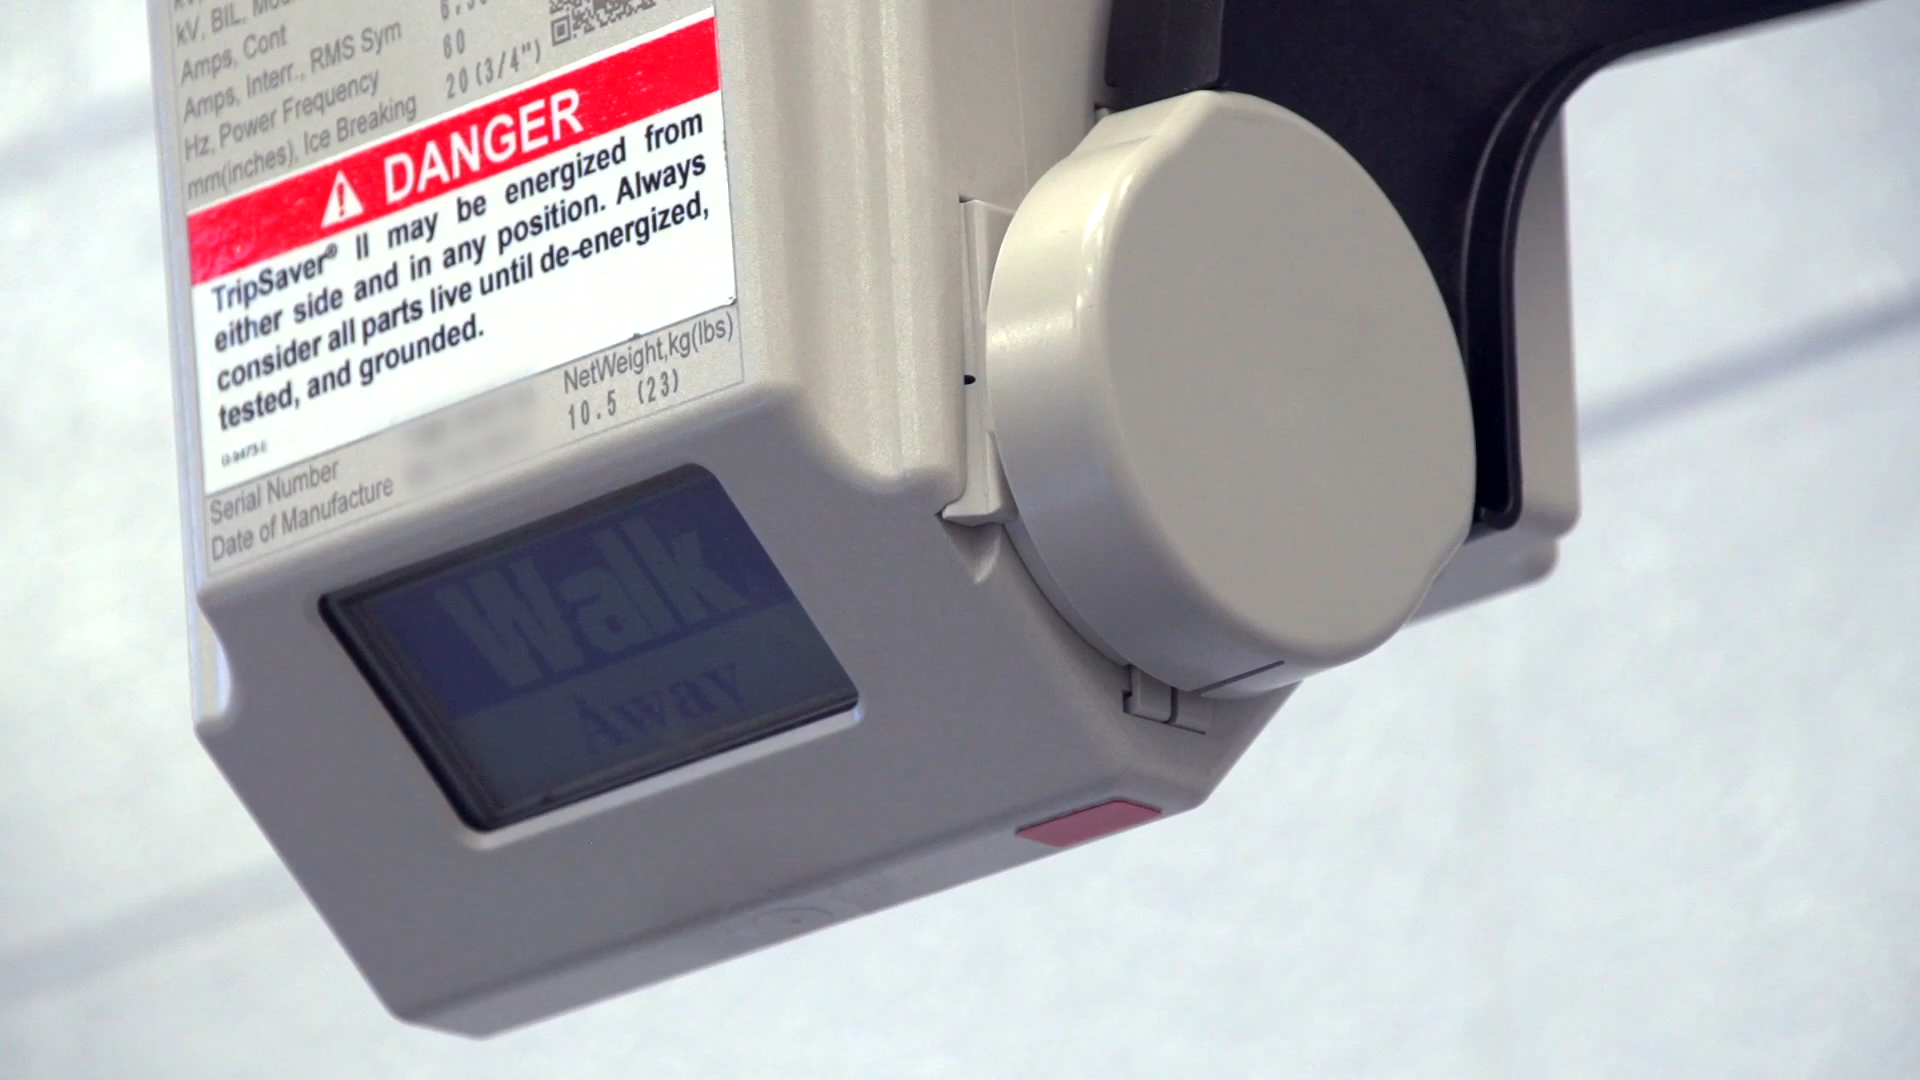 kV, BIL,
Amps, Cont
Amps, Interr., RMS Sym
Hz, Power Frequency 60
mm(inches), Ice Breaking 20(3/4")
DANGER
TripSaver® II may be energized from
either side and in any position. Always
consider all parts live until de-energized,
tested, and grounded.
NetWeight,kg(lbs)
10.5 (23)
Serial Number
Date of Manufacture
Walk
Away